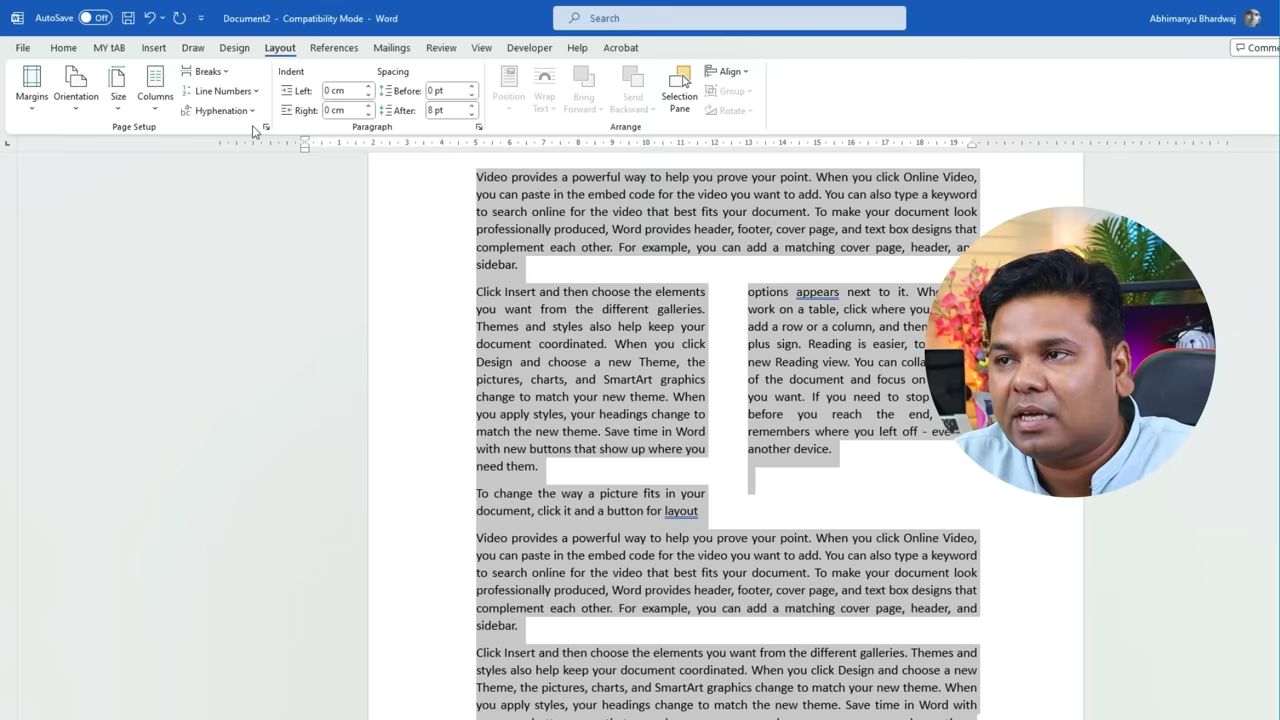 AutoSave Off Document2 - Compatibility Mode - Word Search Abhimanyu Bhardwaj
File Home MY tAB Insert Draw Design Layout References Mailings Review View Developer Help Acrobat
Margins Orientation Size Columns Breaks Line Numbers Hyphenation
Page Setup
Indent Spacing
Left: 0 cm Before: 0 pt
Right: 0 cm After: 8 pt
Paragraph
Position Wrap Text Bring Forward Send Backward Selection Pane Align Group Rotate
Arrange
1 2 3 4 5 6 7 8 9 10 11 12 13 14 15 16 17 18 19
Video provides a powerful way to help you prove your point. When you click Online Video,
you can paste in the embed code for the video you want to add. You can also type a keyword
to search online for the video that best fits your document. To make your document look
professionally produced, Word provides header, footer, cover page, and text box designs that
complement each other. For example, you can add a matching cover page, header, and
sidebar.
Click Insert and then choose the elements
you want from the different galleries.
Themes and styles also help keep your
document coordinated. When you click
Design and choose a new Theme, the
pictures, charts, and SmartArt graphics
change to match your new theme. When
you apply styles, your headings change to
match the new theme. Save time in Word
with new buttons that show up where you
need them.
To change the way a picture fits in your
document, click it and a button for layout
options appears next to it.
work on a table, click where you
add a row or a column, and then
plus sign. Reading is easier, to
new Reading view. You can
of the document and focus on
you want. If you need to stop
before you reach the end,
remembers where you left off -
another device.
Video provides a powerful way to help you prove your point. When you click Online Video,
you can paste in the embed code for the video you want to add. You can also type a keyword
to search online for the video that best fits your document. To make your document look
professionally produced, Word provides header, footer, cover page, and text box designs that
complement each other. For example, you can add a matching cover page, header, and
sidebar.
Click Insert and then choose the elements you want from the different galleries. Themes and
styles also help keep your document coordinated. When you click Design and choose a new
Theme, the pictures, charts, and SmartArt graphics change to match your new theme. When
you apply styles, your headings change to match the new theme. Save time in Word with